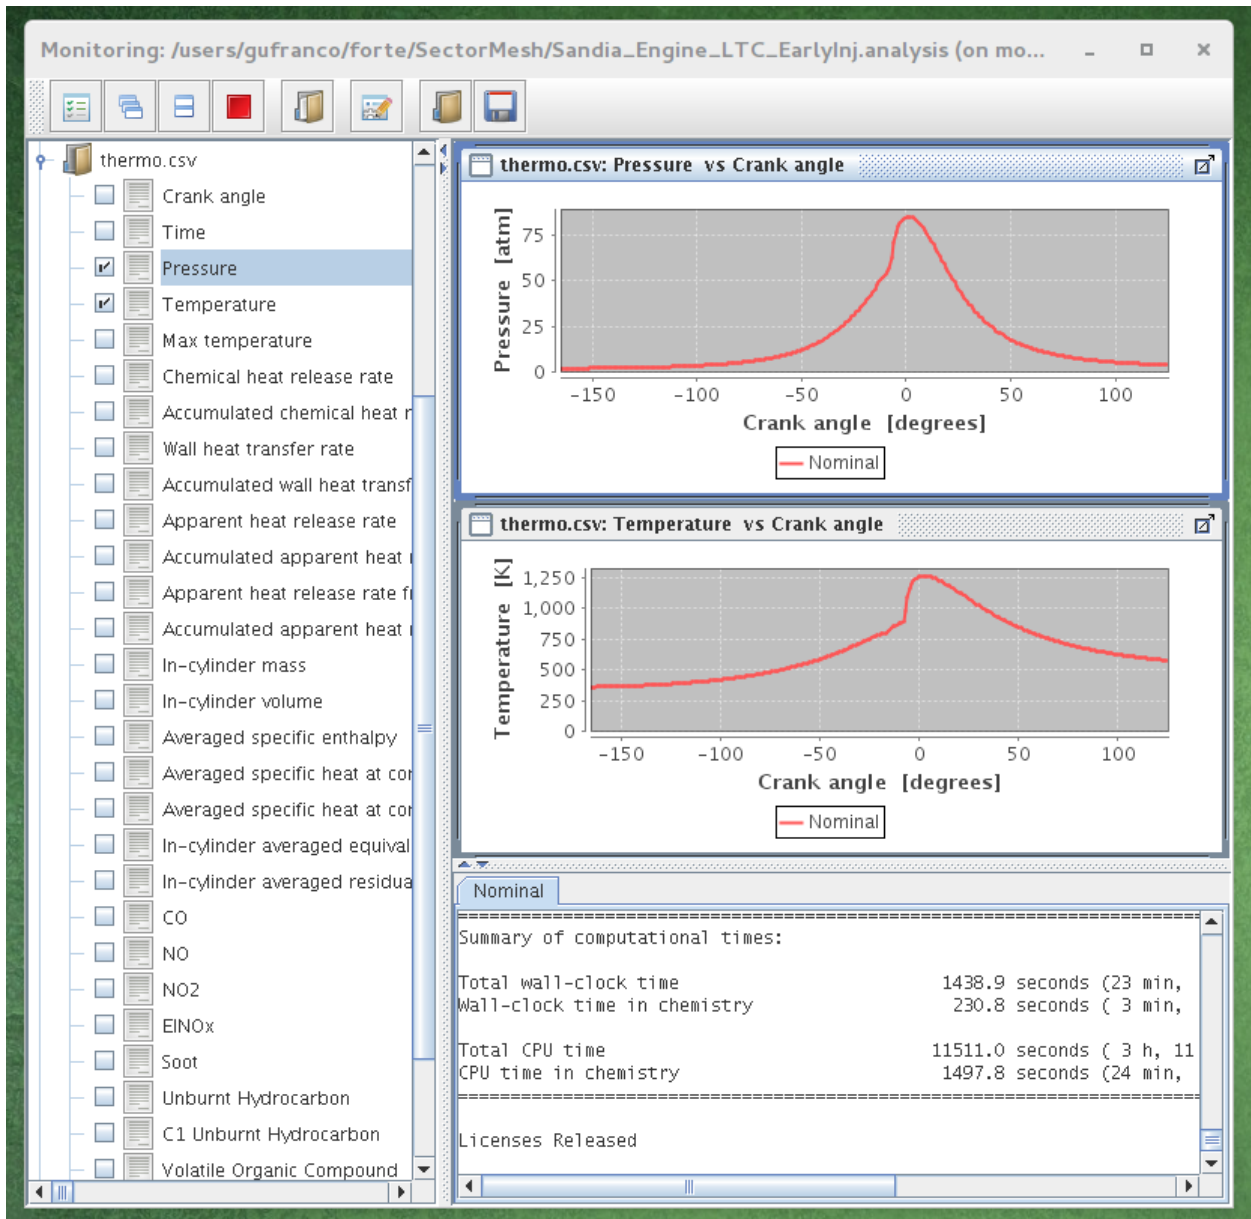 Monitoring: /users/gufranco/forte/SectorMesh/Sandia_Engine_LTC_EarlyInj.analysis (on mo...
thermo.csv
Crank angle
Time
Pressure
Temperature
Max temperature
Chemical heat release rate
Accumulated chemical heat r
Wall heat transfer rate
Accumulated wall heat transf
Apparent heat release rate
Accumulated apparent heat
Apparent heat release rate fr
Accumulated apparent heat
In-cylinder mass
In-cylinder volume
Averaged specific enthalpy
Averaged specific heat at cor
Averaged specific heat at cor
In-cylinder averaged equival
In-cylinder averaged residua
CO
NO
NO2
EINOx
Soot
Unburnt Hydrocarbon
C1 Unburnt Hydrocarbon
Volatile Organic Compound
thermo.csv: Pressure vs Crank angle
Pressure [atm]
75
50
25
0
-150 -100 -50 0 50 100
Crank angle [degrees]
Nominal
thermo.csv: Temperature vs Crank angle
Temperature [K]
1,250
1,000
750
500
250
0
-150 -100 -50 0 50 100
Crank angle [degrees]
Nominal
Nominal
================================================================================
Summary of computational times:
Total wall-clock time 1438.9 seconds (23 min,
Wall-clock time in chemistry 230.8 seconds ( 3 min,
Total CPU time 11511.0 seconds ( 3 h, 11
CPU time in chemistry 1497.8 seconds (24 min,
================================================================================
Licenses Released